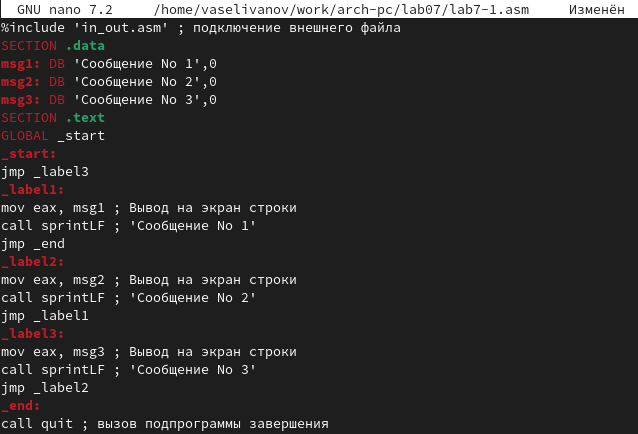 GNU nano 7.2 /home/vaselivanov/work/arch-pc/lab07/lab7-1.asm Изменён
%include 'in_out.asm' ; подключение внешнего файла
SECTION .data
msg1: DB 'Сообщение No 1',0
msg2: DB 'Сообщение No 2',0
msg3: DB 'Сообщение No 3',0
SECTION .text
GLOBAL _start
_start:
jmp _label3
_label1:
mov eax, msg1 ; Вывод на экран строки
call sprintLF ; 'Сообщение No 1'
jmp _end
_label2:
mov eax, msg2 ; Вывод на экран строки
call sprintLF ; 'Сообщение No 2'
jmp _label1
_label3:
mov eax, msg3 ; Вывод на экран строки
call sprintLF ; 'Сообщение No 3'
jmp _label2
_end:
call quit ; вызов подпрограммы завершения